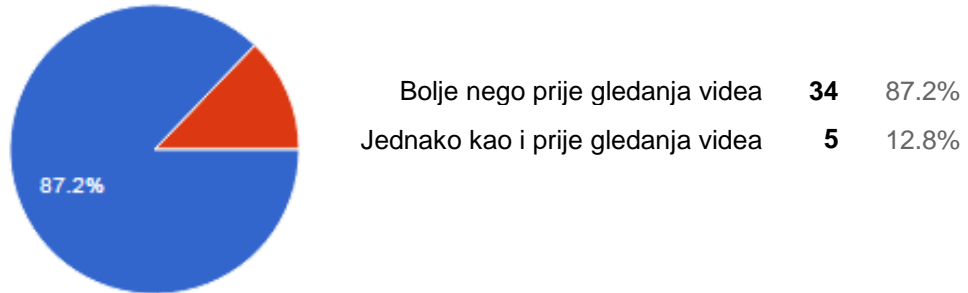 Bolje nego prije gledanja videa 34 87.2%
Jednako kao i prije gledanja videa 5 12.8%
87.2%